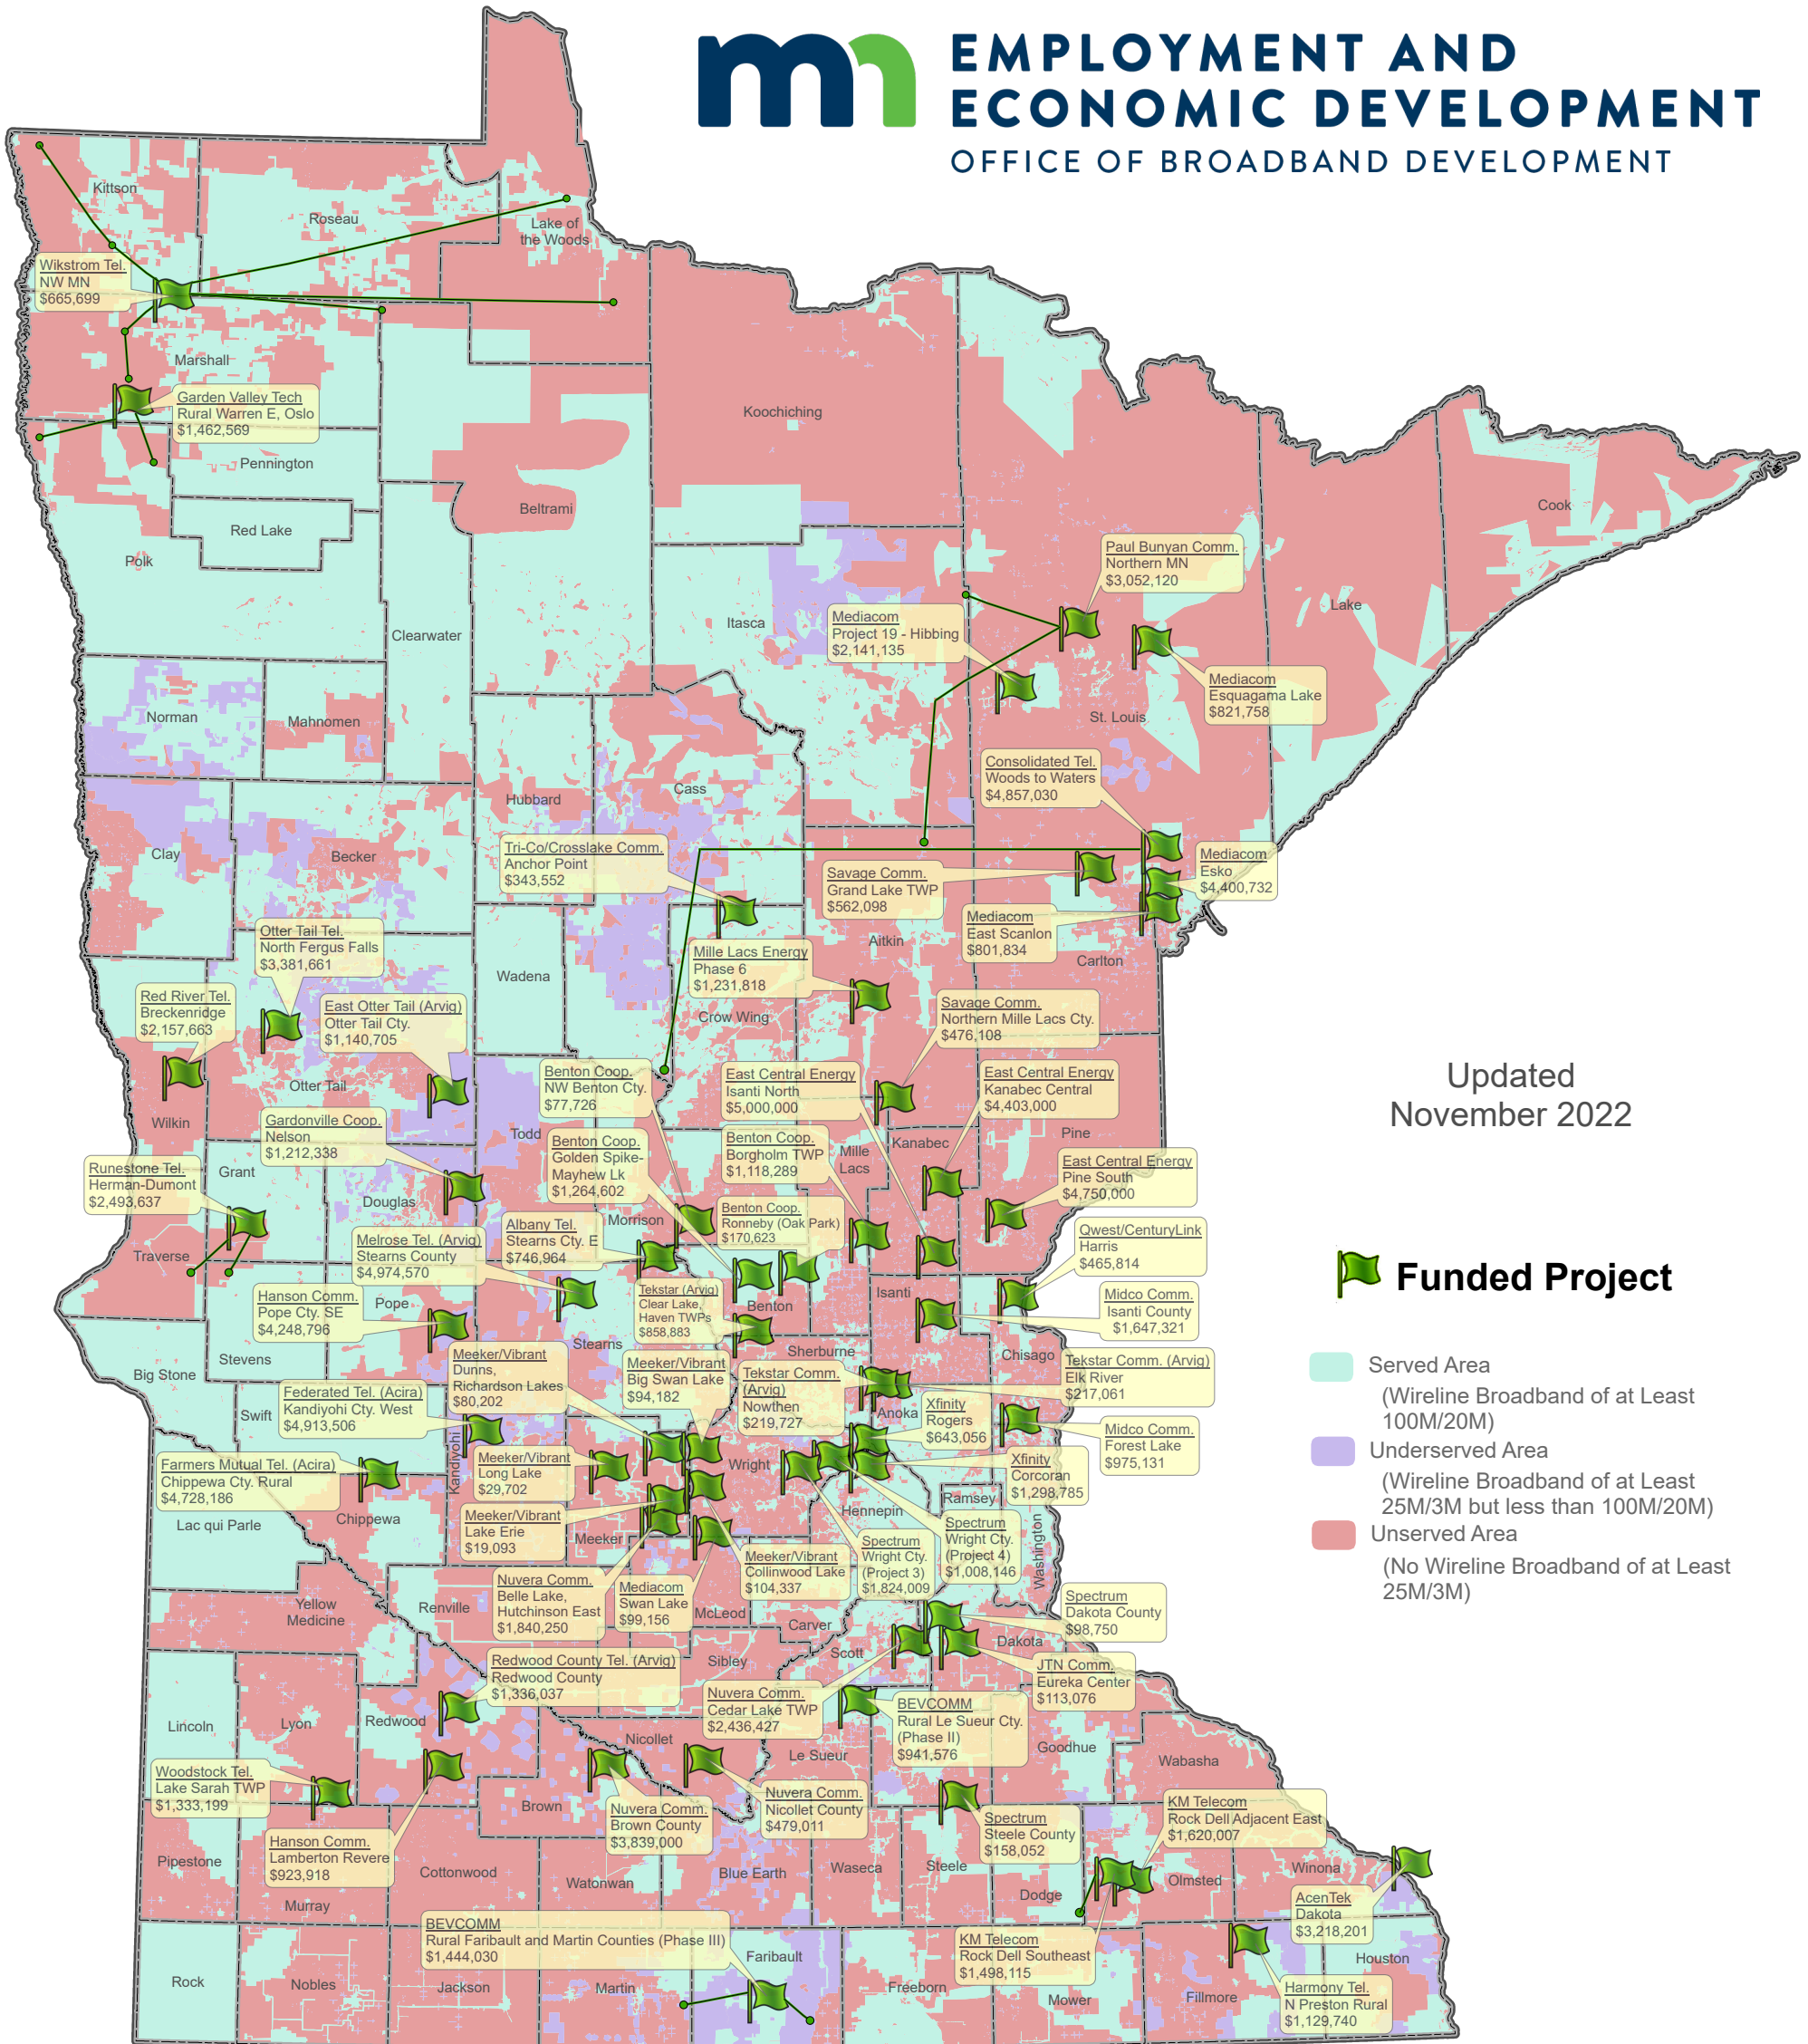 EMPLOYMENT AND
ECONOMIC DEVELOPMENT
OFFICE OF BROADBAND DEVELOPMENT
Kittson
Roseau
Lake of
the Woods
Wikstrom Tel.
NW MN
$665,699
Marshall
Garden Valley Tech
Rural Warren E, Oslo
$1,462,569
Koochiching
Pennington
Beltrami
Red Lake
Cook
Polk
Paul Bunyan Comm.
Northern MN
$3,052,120
Lake
Itasca
Mediacom
Project 19 - Hibbing
$2,141,135
Clearwater
Mediacom
Esquagama Lake
$821,758
Norman
Mahnomen
St. Louis
Consolidated Tel.
Woods to Waters
$4,857,030
Cass
Hubbard
Clay
Becker
Tri-Co/Crosslake Comm.
Anchor Point
$343,552
Mediacom
Esko
$4,400,732
Savage Comm.
Grand Lake TWP
$562,098
Mediacom
East Scanlon
$801,834
Aitkin
Carlton
Otter Tail Tel.
North Fergus Falls
$3,381,661
Mille Lacs Energy
Phase 6
$1,231,818
Wadena
Red River Tel.
Breckenridge
$2,157,663
East Otter Tail (Arvig)
Otter Tail Cty.
$1,140,705
Crow Wing
Savage Comm.
Northern Mille Lacs Cty.
$476,108
Updated
November 2022
Otter Tail
Benton Coop.
NW Benton Cty.
$77,726
East Central Energy
Isanti North
$5,000,000
East Central Energy
Kanabec Central
$4,403,000
Wilkin
Gardonville Coop.
Nelson
$1,212,338
Todd
Benton Coop.
Golden Spike-
Mayhew Lk
$1,264,602
Benton Coop.
Borgholm TWP
$1,118,289
Mille
Lacs
Kanabec
Pine
Runestone Tel.
Herman-Dumont
$2,493,637
Grant
East Central Energy
Pine South
$4,750,000
Douglas
Morrison
Benton Coop.
Ronneby (Oak Park)
$170,623
Albany Tel.
Stearns Cty. E
$746,964
Melrose Tel. (Arvig)
Stearns County
$4,974,570
Qwest/CenturyLink
Harris
$465,814
Traverse
Funded Project
Hanson Comm.
Pope Cty. SE
$4,248,796
Pope
Tekstar (Arvig)
Clear Lake,
Haven TWPs
$858,883
Benton
Isanti
Midco Comm.
Isanti County
$1,647,321
Stearns
Sherburne
Chisago
Big Stone
Stevens
Meeker/Vibrant
Dunns,
Richardson Lakes
$80,202
Meeker/Vibrant
Big Swan Lake
$94,182
Tekstar Comm.
(Arvig)
Nowthen
$219,727
Tekstar Comm. (Arvig)
Elk River
$217,061
Served Area
(Wireline Broadband of at Least
100M/20M)
Federated Tel. (Acira)
Kandiyohi Cty. West
$4,913,506
Swift
Anoka
Xfinity
Rogers
$643,056
Midco Comm.
Forest Lake
$975,131
Underserved Area
(Wireline Broadband of at Least
25M/3M but less than 100M/20M)
Farmers Mutual Tel. (Acira)
Chippewa Cty. Rural
$4,728,186
Kandiyohi
Meeker/Vibrant
Long Lake
$29,702
Wright
Xfinity
Corcoran
$1,298,785
Hennepin
Ramsey
Washington
Lac qui Parle
Chippewa
Meeker/Vibrant
Lake Erie
$19,093
Meeker
Unserved Area
(No Wireline Broadband of at Least
25M/3M)
Meeker/Vibrant
Collinwood Lake
$104,337
Spectrum
Wright Cty.
(Project 3)
$1,824,009
Spectrum
Wright Cty.
(Project 4)
$1,008,146
Nuvera Comm.
Belle Lake,
Hutchinson East
$1,840,250
Mediacom
Swan Lake
$99,156
Yellow
Medicine
Renville
McLeod
Carver
Spectrum
Dakota County
$98,750
Scott
Dakota
Sibley
Redwood County Tel. (Arvig)
Redwood County
$1,336,037
JTN Comm.
Eureka Center
$113,076
Nuvera Comm.
Cedar Lake TWP
$2,436,427
BEVCOMM
Rural Le Sueur Cty.
(Phase II)
$941,576
Lincoln
Lyon
Redwood
Nicollet
Le Sueur
Goodhue
Wabasha
Woodstock Tel.
Lake Sarah TWP
$1,333,199
Brown
Nuvera Comm.
Brown County
$3,839,000
Nuvera Comm.
Nicollet County
$479,011
KM Telecom
Rock Dell Adjacent East
$1,620,007
Spectrum
Steele County
$158,052
Hanson Comm.
Lamberton Revere
$923,918
Pipestone
Murray
Cottonwood
Watonwan
Blue Earth
Waseca
Steele
Dodge
Olmsted
Winona
AcenTek
Dakota
$3,218,201
BEVCOMM
Rural Faribault and Martin Counties (Phase III)
$1,444,030
KM Telecom
Rock Dell Southeast
$1,498,115
Faribault
Houston
Rock
Nobles
Jackson
Martin
Freeborn
Mower
Fillmore
Harmony Tel.
N Preston Rural
$1,129,740